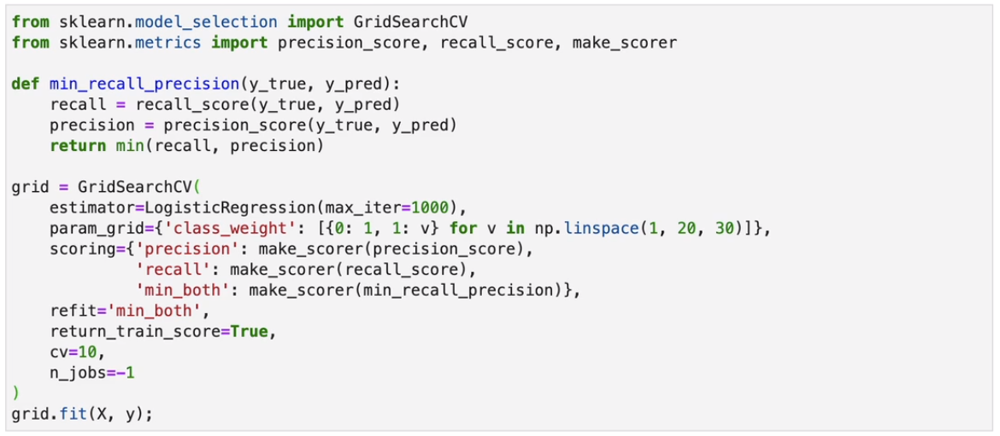 from sklearn.model_selection import GridSearchCV
from sklearn.metrics import precision_score, recall_score, make_scorer

def min_recall_precision(y_true, y_pred):
    recall = recall_score(y_true, y_pred)
    precision = precision_score(y_true, y_pred)
    return min(recall, precision)

grid = GridSearchCV(
    estimator=LogisticRegression(max_iter=1000),
    param_grid={'class_weight': [{0: 1, 1: v} for v in np.linspace(1, 20, 30)]},
    scoring={'precision': make_scorer(precision_score),
             'recall': make_scorer(recall_score),
             'min_both': make_scorer(min_recall_precision)},
    refit='min_both',
    return_train_score=True,
    cv=10,
    n_jobs=-1
)
grid.fit(X, y);